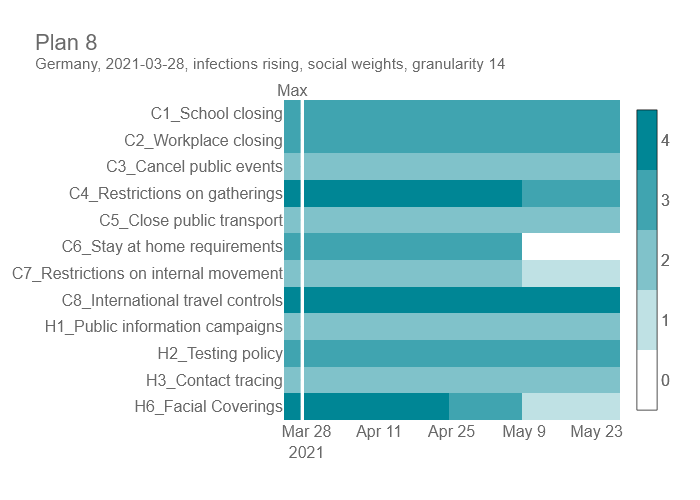 Plan 8
Germany, 2021-03-28, infections rising, social weights, granularity 14
Max
C1_School closing
C2_Workplace closing
C3_Cancel public events
C4_Restrictions on gatherings
C5_Close public transport
C6_Stay at home requirements
C7_Restrictions on internal movement
C8_International travel controls
H1_Public information campaigns
H2_Testing policy
H3_Contact tracing
H6_Facial Coverings
Mar 28 Apr 11 Apr 25 May 9 May 23
2021
4
3
2
1
0